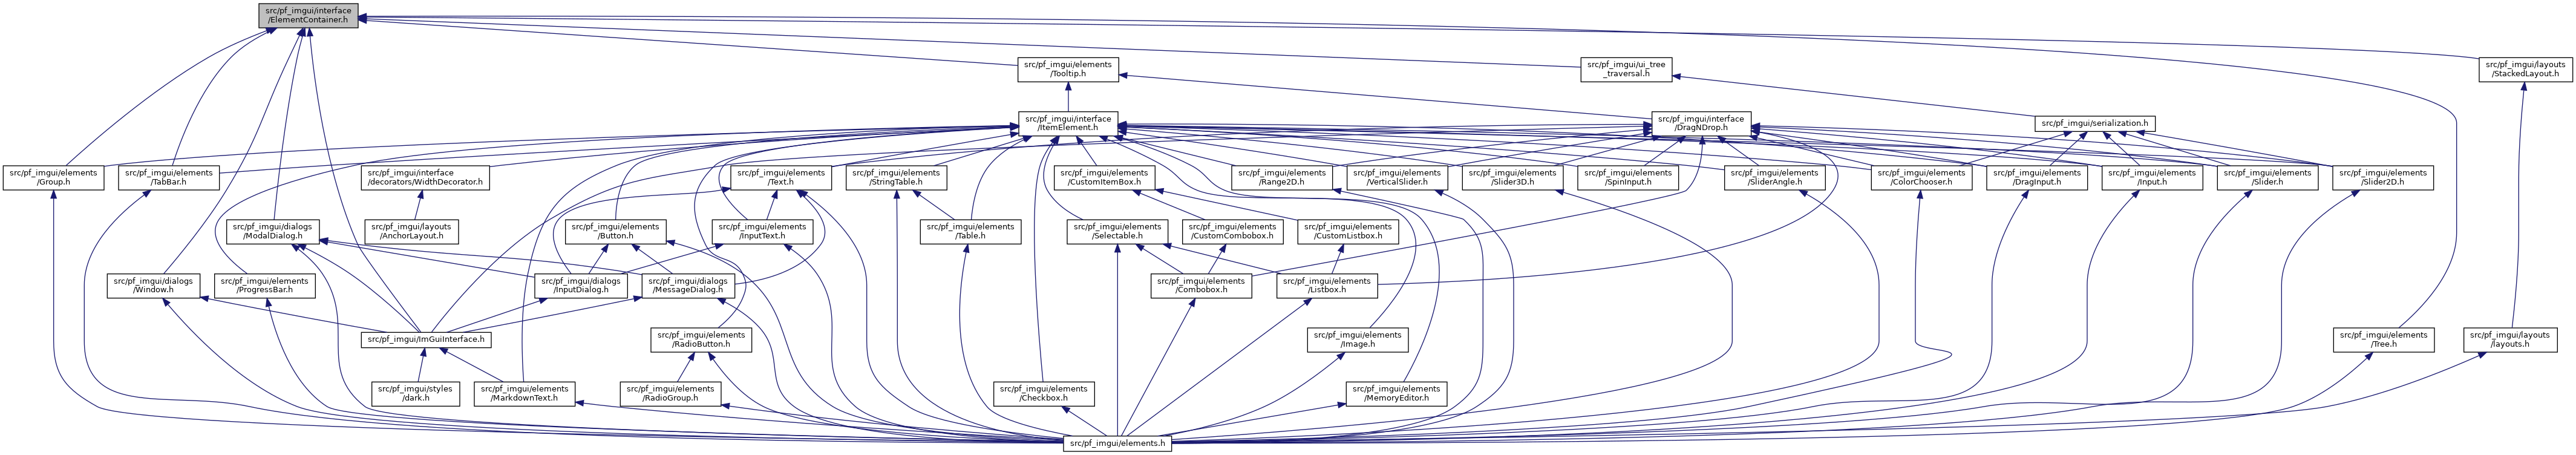 src/pf_imgui/interface
/ElementContainer.h
src/pf_imgui/elements
/Tooltip.h
src/pf_imgui/ui_tree
_traversal.h
src/pf_imgui/layouts
/StackedLayout.h
src/pf_imgui/interface
/ItemElement.h
src/pf_imgui/interface
/DragNDrop.h
src/pf_imgui/serialization.h
src/pf_imgui/elements
/Group.h
src/pf_imgui/elements
/TabBar.h
src/pf_imgui/interface
/decorators/WidthDecorator.h
src/pf_imgui/elements
/Text.h
src/pf_imgui/elements
/StringTable.h
src/pf_imgui/elements
/CustomItemBox.h
src/pf_imgui/elements
/Range2D.h
src/pf_imgui/elements
/VerticalSlider.h
src/pf_imgui/elements
/Slider3D.h
src/pf_imgui/elements
/SpinInput.h
src/pf_imgui/elements
/SliderAngle.h
src/pf_imgui/elements
/ColorChooser.h
src/pf_imgui/elements
/DragInput.h
src/pf_imgui/elements
/Input.h
src/pf_imgui/elements
/Slider.h
src/pf_imgui/elements
/Slider2D.h
src/pf_imgui/dialogs
/ModalDialog.h
src/pf_imgui/layouts
/AnchorLayout.h
src/pf_imgui/elements
/Button.h
src/pf_imgui/elements
/InputText.h
src/pf_imgui/elements
/Table.h
src/pf_imgui/elements
/Selectable.h
src/pf_imgui/elements
/CustomCombobox.h
src/pf_imgui/elements
/CustomListbox.h
src/pf_imgui/dialogs
/Window.h
src/pf_imgui/elements
/ProgressBar.h
src/pf_imgui/dialogs
/InputDialog.h
src/pf_imgui/dialogs
/MessageDialog.h
src/pf_imgui/elements
/Combobox.h
src/pf_imgui/elements
/Listbox.h
src/pf_imgui/ImGuiInterface.h
src/pf_imgui/elements
/RadioButton.h
src/pf_imgui/elements
/Image.h
src/pf_imgui/elements
/Tree.h
src/pf_imgui/layouts
/layouts.h
src/pf_imgui/styles
/dark.h
src/pf_imgui/elements
/MarkdownText.h
src/pf_imgui/elements
/RadioGroup.h
src/pf_imgui/elements
/Checkbox.h
src/pf_imgui/elements
/MemoryEditor.h
src/pf_imgui/elements.h